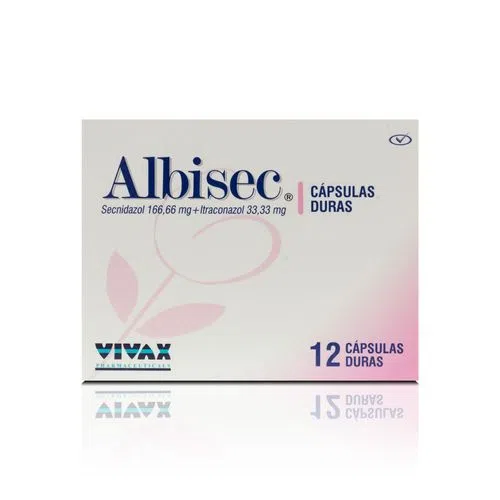 Albisec®
Secnidazol 166,66 mg+Itraconazol 33,33 mg
CÁPSULAS
DURAS
VIVAX
PHARMACEUTICALS
12 CÁPSULAS
DURAS